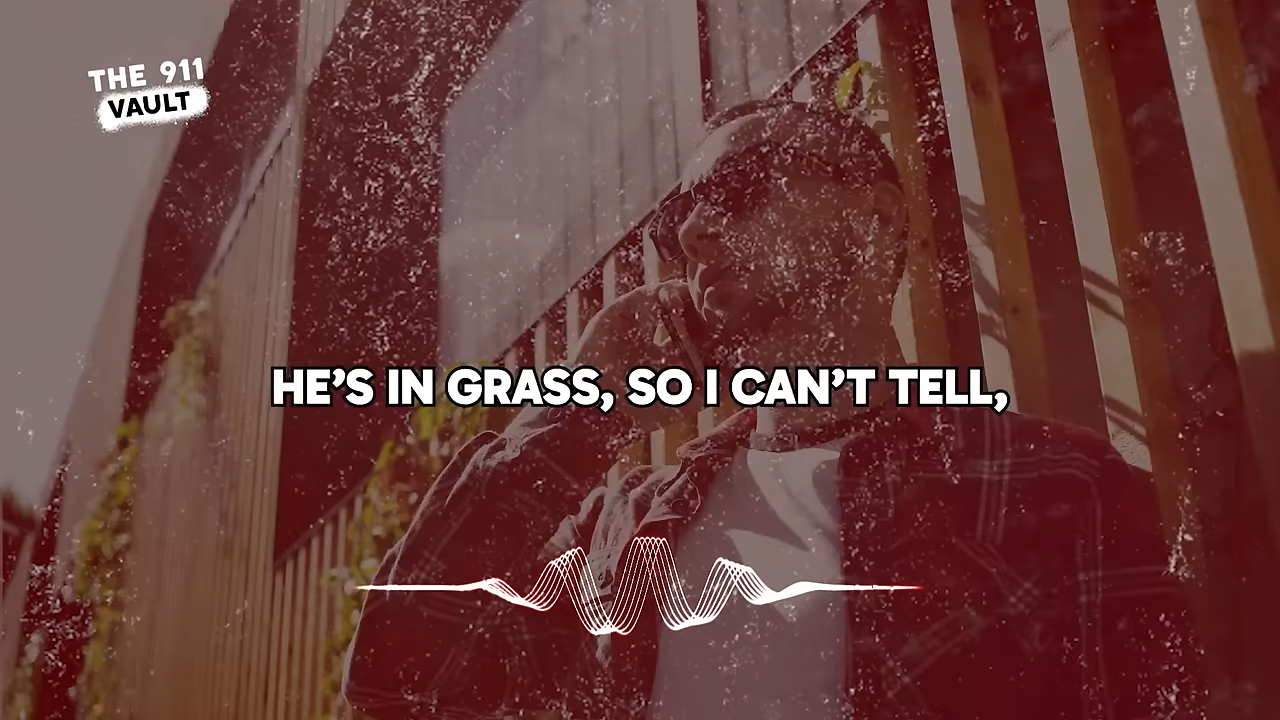 THE 911
VAULT
HE’S IN GRASS, SO I CAN’T TELL,